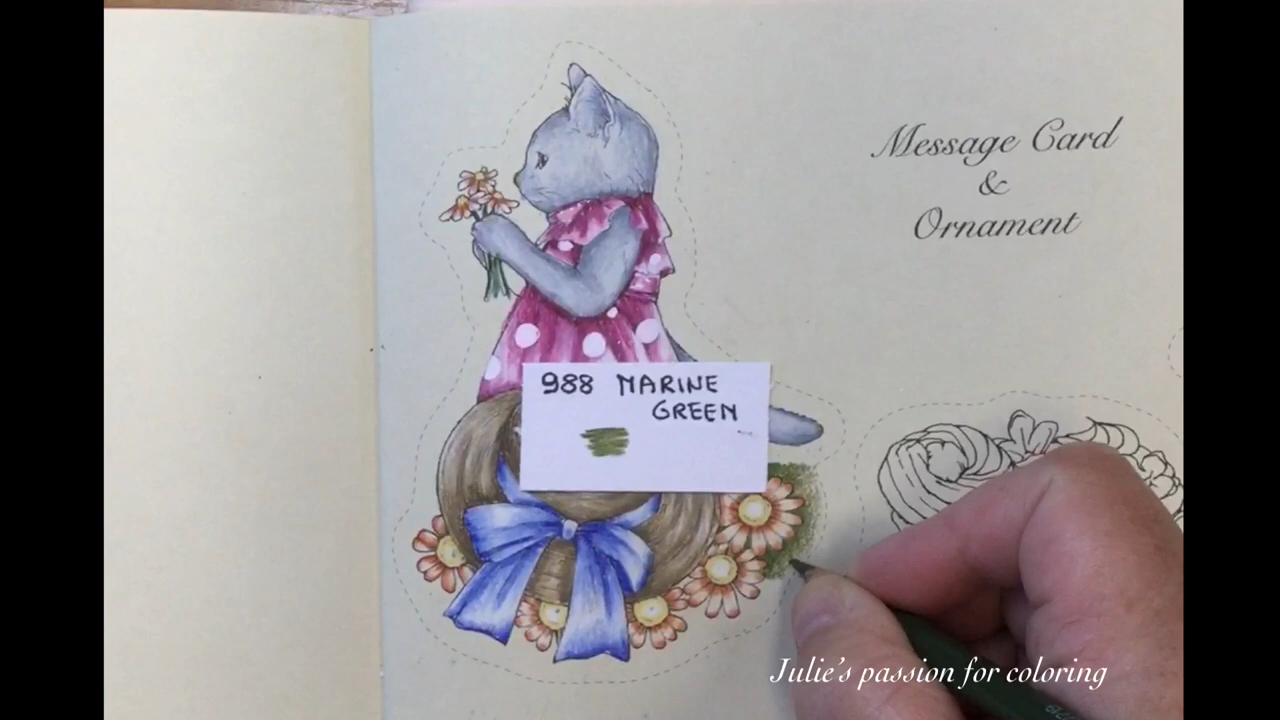 Message Card
&
Ornament
988 MARINE
GREEN
Julie's passion for coloring